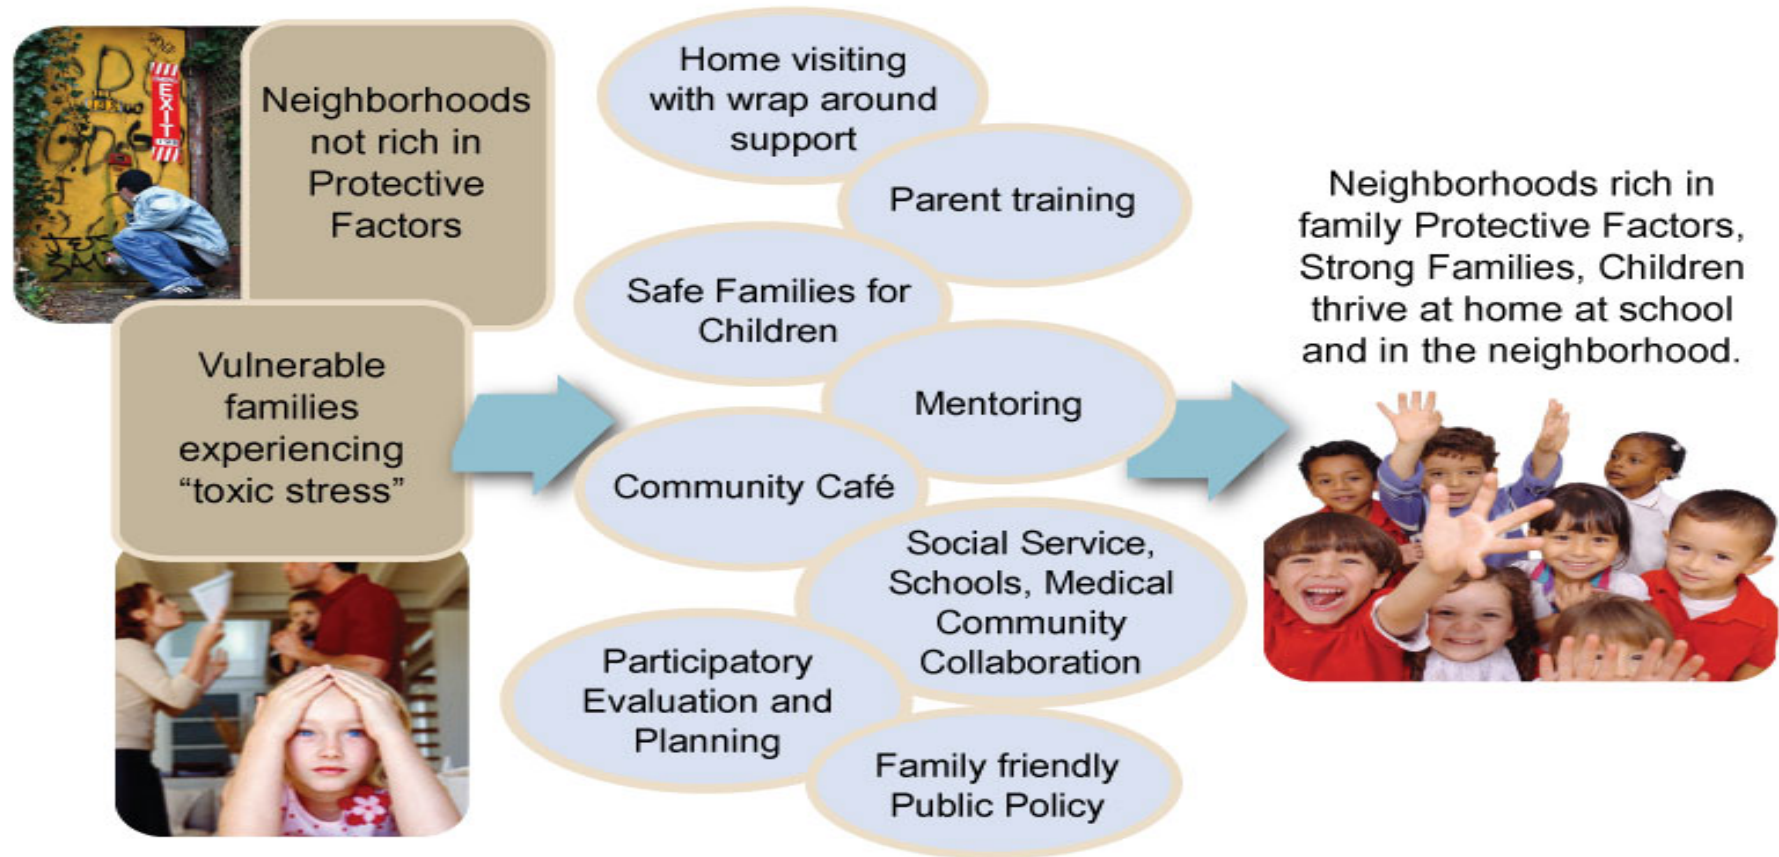 Neighborhoods
not rich in
Protective
Factors
EXIT
Vulnerable
families
experiencing
“toxic stress”
Home visiting
with wrap around
support
Parent training
Safe Families for
Children
Mentoring
Community Café
Social Service,
Schools, Medical
Community
Collaboration
Participatory
Evaluation and
Planning
Family friendly
Public Policy
Neighborhoods rich in
family Protective Factors,
Strong Families, Children
thrive at home at school
and in the neighborhood.